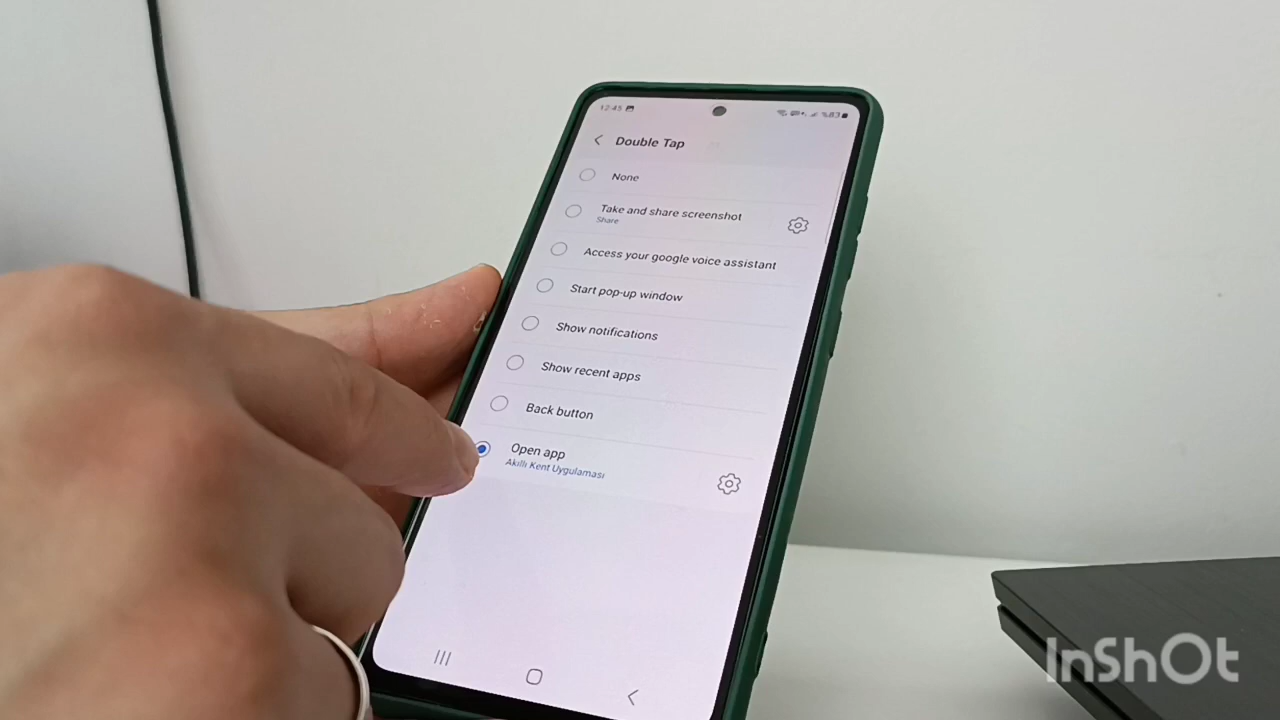 12:45
%83
Double Tap
None
Take and share screenshot
Share
Access your google voice assistant
Start pop-up window
Show notifications
Show recent apps
Back button
Open app
Akıllı Kent Uygulaması
InShOt